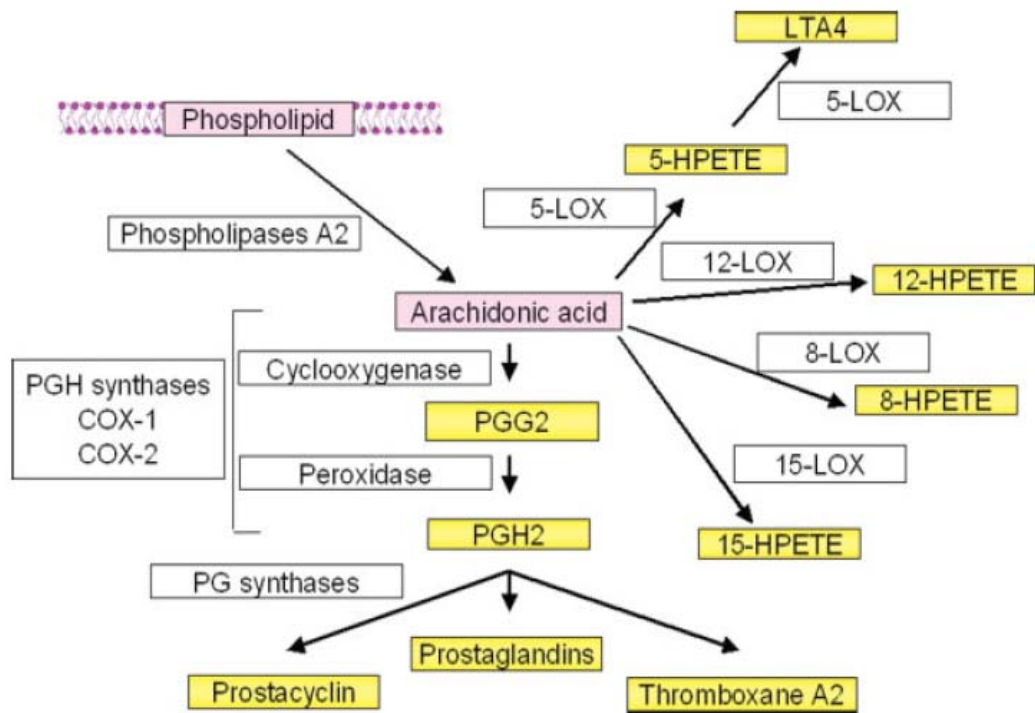 LTA4
5-LOX
Phospholipid
5-HPETE
5-LOX
Phospholipases A2
12-LOX
12-HPETE
Arachidonic acid
8-LOX
8-HPETE
Cyclooxygenase
PGH synthases
COX-1
COX-2
PGG2
15-LOX
Peroxidase
15-HPETE
PGH2
PG synthases
Prostaglandins
Prostacyclin
Thromboxane A2